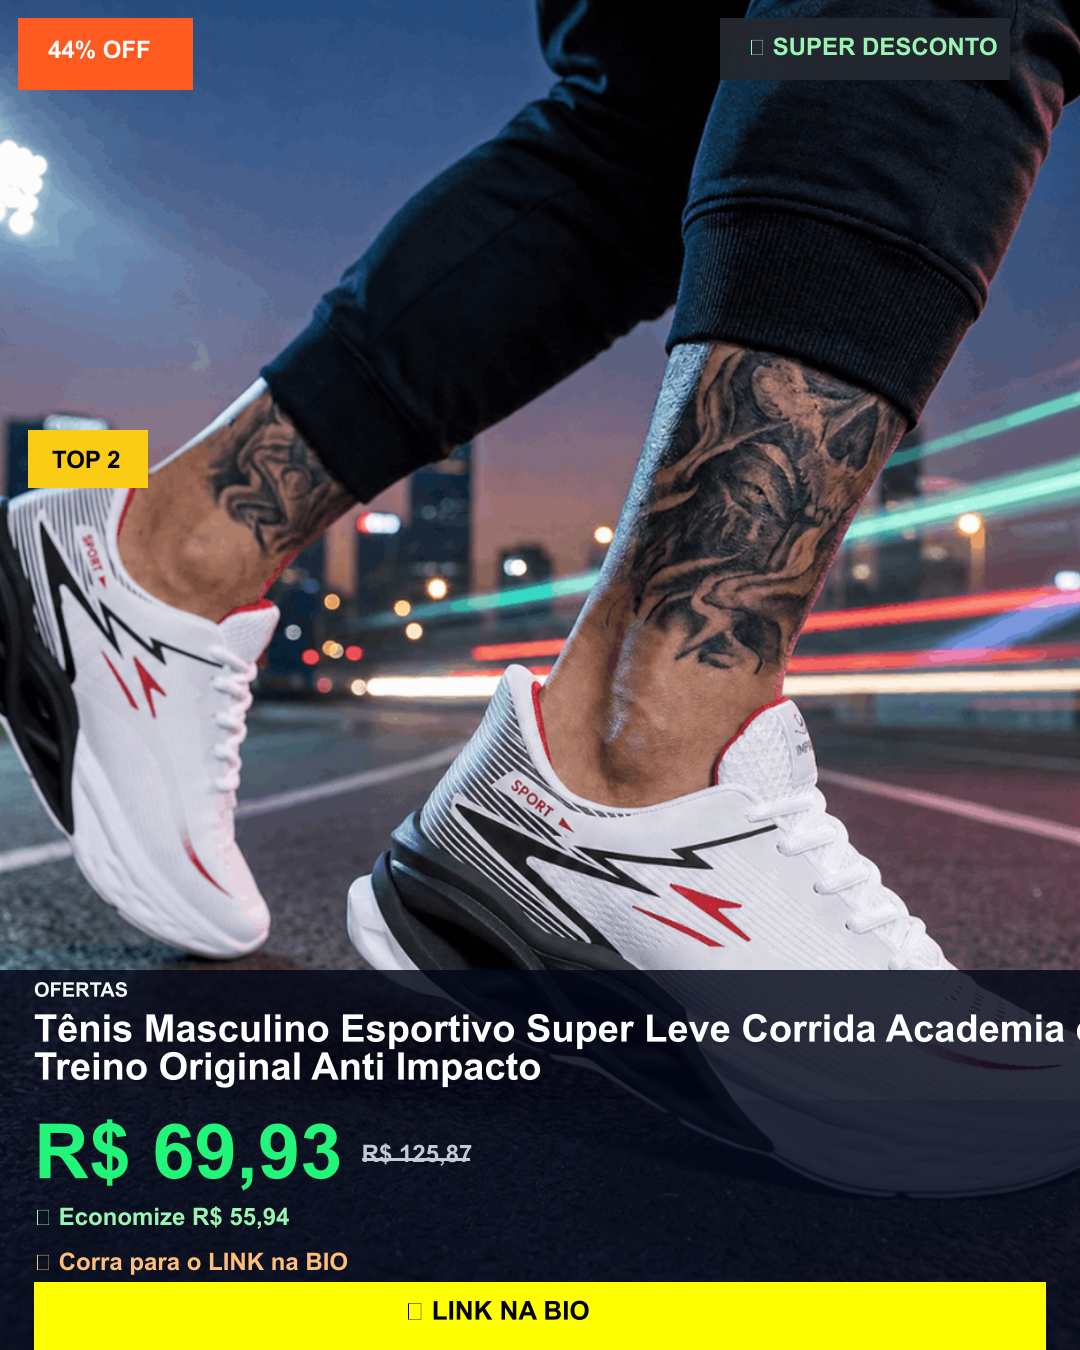 44% OFF
SUPER DESCONTO
TOP 2
SPORT
SPORT
OFERTAS
Tênis Masculino Esportivo Super Leve Corrida Academia
Treino Original Anti Impacto
R$ 69,93 R$ 125,87
Economize R$ 55,94
Corra para o LINK na BIO
LINK NA BIO